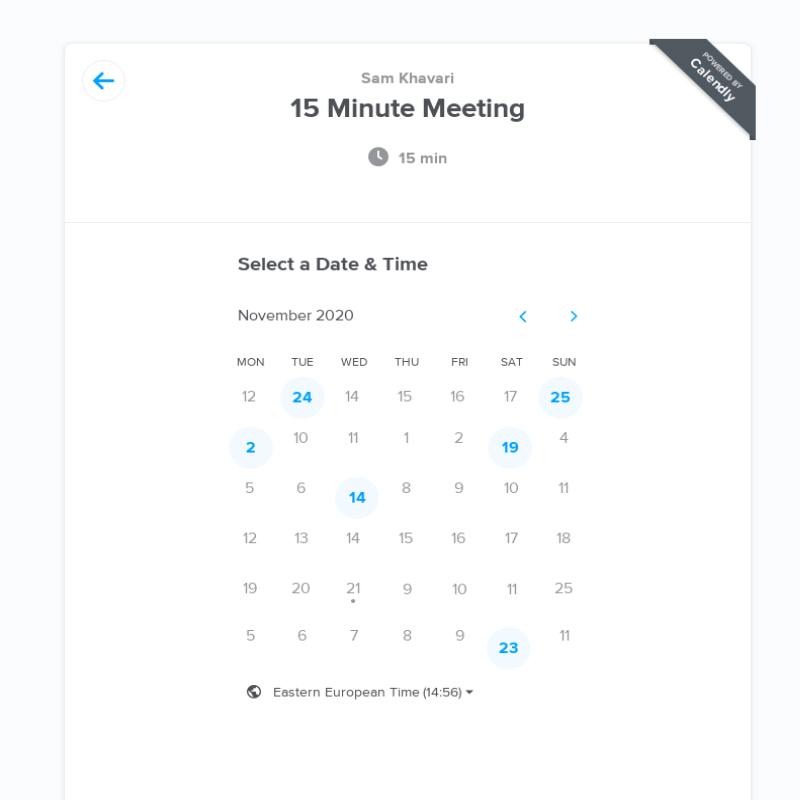 POWERED BY
Calendly
Sam Khavari
15 Minute Meeting
15 min
Select a Date & Time
November 2020
MON TUE WED THU FRI SAT SUN
12 24 14 15 16 17 25
2 10 11 1 2 19 4
5 6 14 8 9 10 11
12 13 14 15 16 17 18
19 20 21 9 10 11 25
5 6 7 8 9 23 11
Eastern European Time (14:56)